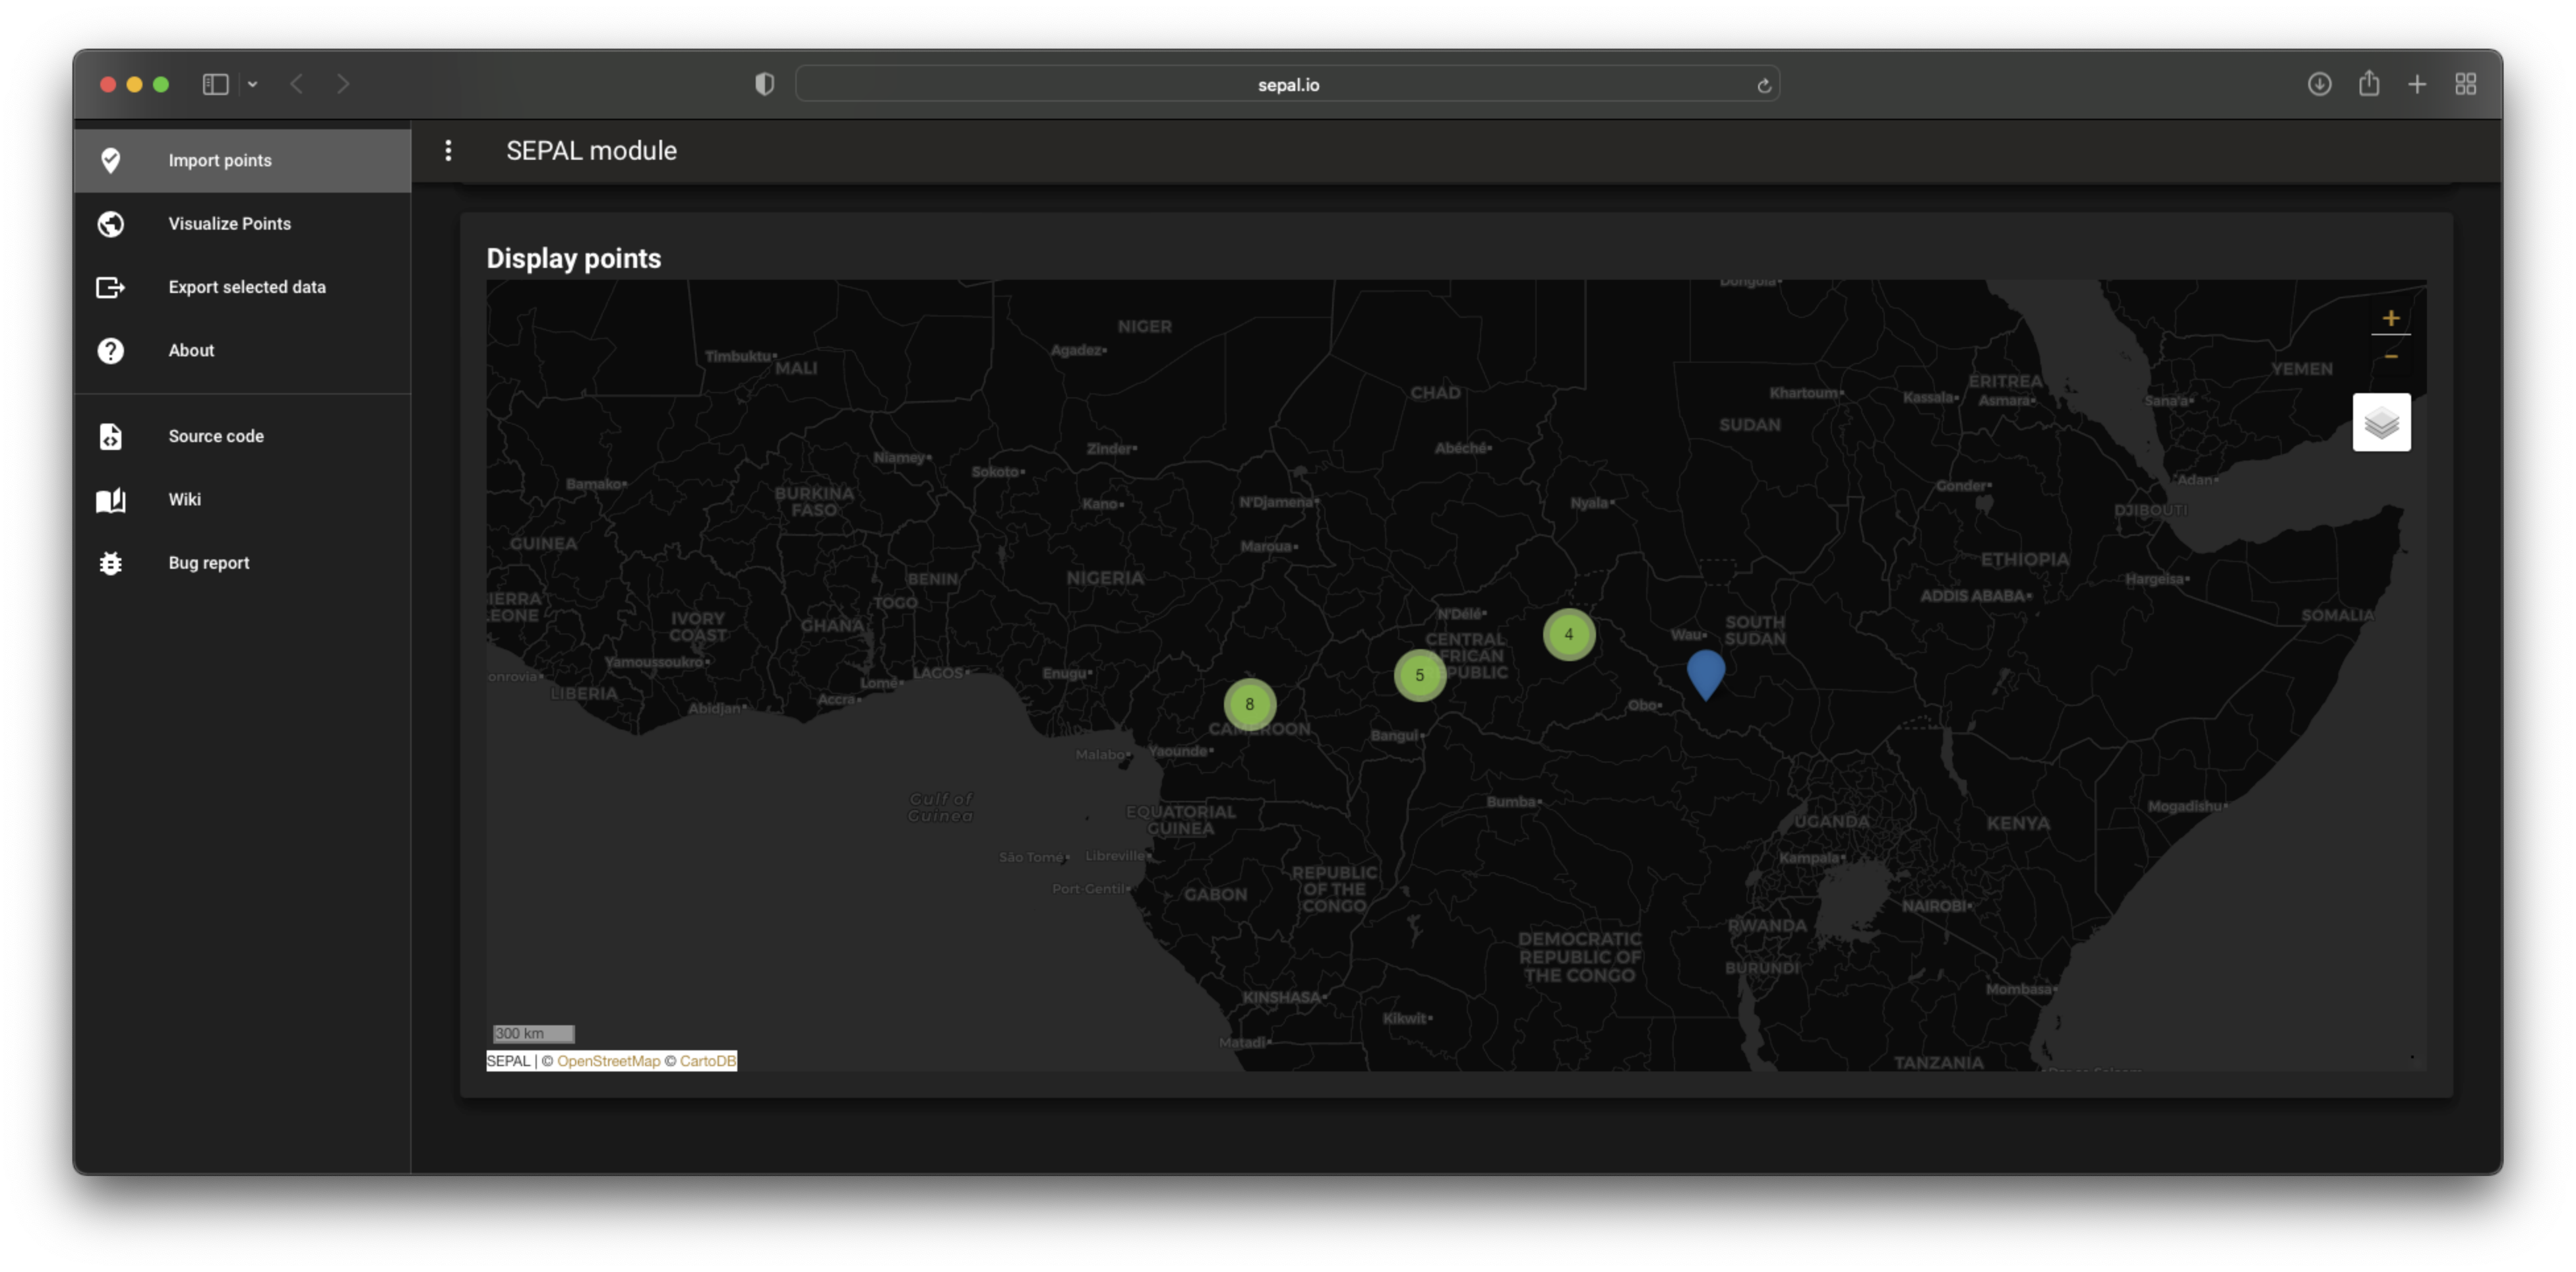 sepal.io
Import points
Visualize Points
Export selected data
About
Source code
Wiki
Bug report
SEPAL module
Display points
Dongola
NIGER
Agadez
Timbuktu
MALI
CHAD
Khartoum
ERITREA
Kassala
Asmara
YEMEN
Sana'a
SUDAN
Zinder
Abéché
Niamey
Sokoto
Bamako
BURKINA
FASO
Kano
N'Djamena
Nyala
Gonder
Adan
DJIBOUTI
GUINEA
Maroua
ETHIOPIA
BENIN
NIGERIA
Hargeisa
ADDIS ABABA
IERRA
LEONE
TOGO
IVORY
COAST
GHANA
N'Délé
CENTRAL
AFRICAN
REPUBLIC
4
SOUTH
SUDAN
Wau
SOMALIA
Yamoussoukro
onrovia
LIBERIA
Lomé
LAGOS
Enugu
5
Abidjan
Accra
8
CAMEROON
Obo
Bangui
Malabo
Yaounde
Gulf of
Guinea
EQUATORIAL
GUINEA
Bumba
UGANDA
KENYA
Mogadishu
São Tomé
Libreville
Kampala
Port-Gentil
GABON
REPUBLIC
OF THE
CONGO
NAIROBI
RWANDA
DEMOCRATIC
REPUBLIC OF
THE CONGO
BURUNDI
KINSHASA
Mombasa
Kikwit
Matadi
TANZANIA
300 km
SEPAL | © OpenStreetMap © CartoDB